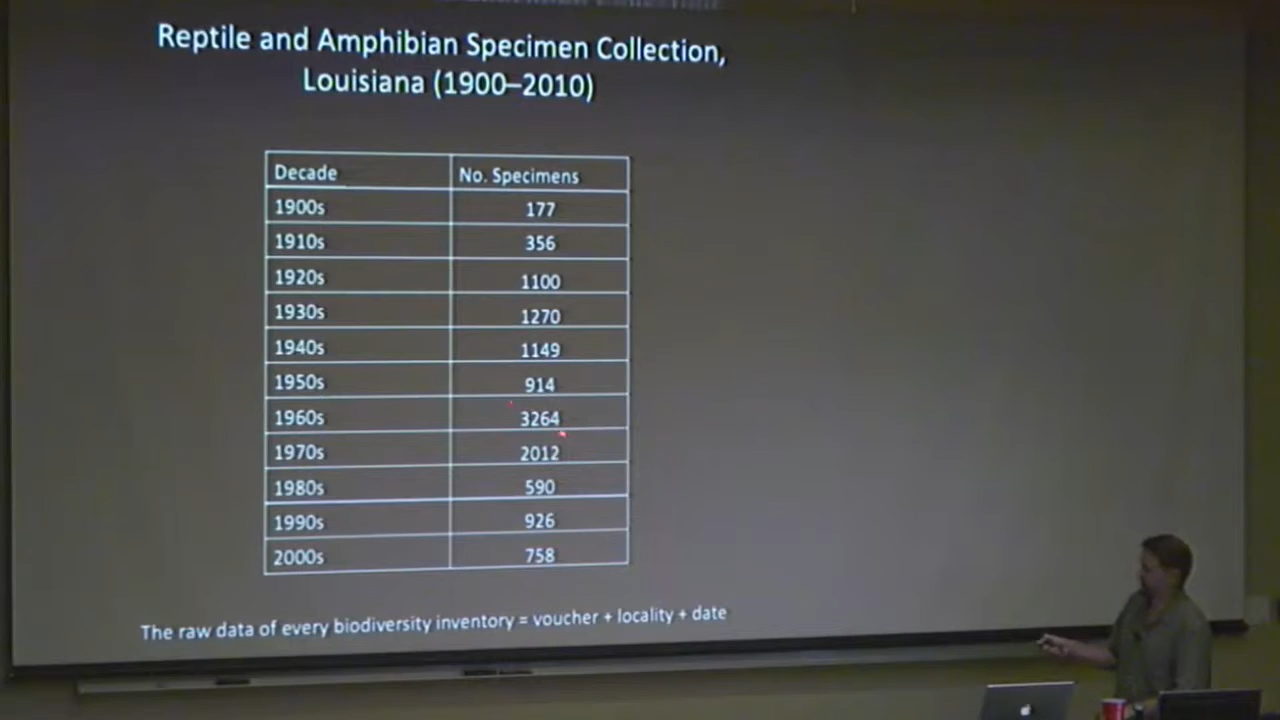 Reptile and Amphibian Specimen Collection,
Louisiana (1900–2010)
Decade No. Specimens
1900s 177
1910s 356
1920s 1100
1930s 1270
1940s 1149
1950s 914
1960s 3264
1970s 2012
1980s 590
1990s 926
2000s 758
The raw data of every biodiversity inventory = voucher + locality + date